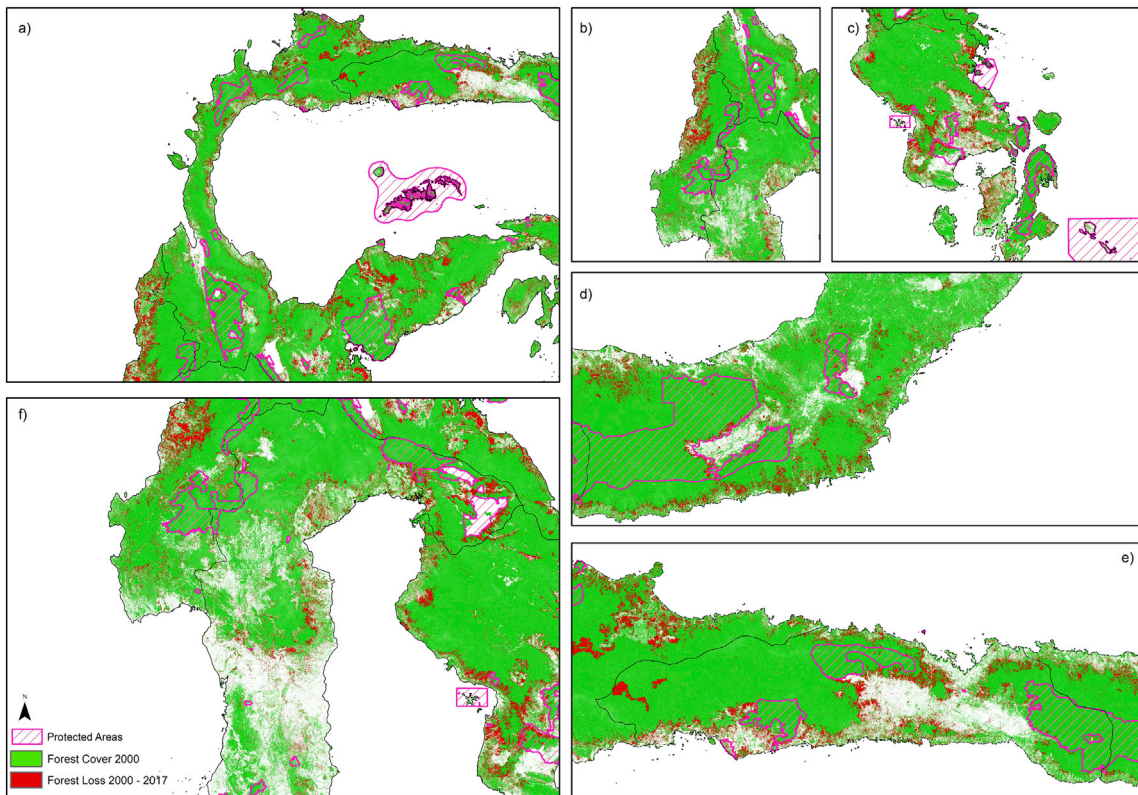 a)
b)
c)
d)
f)
e)
N
Protected Areas
Forest Cover 2000
Forest Loss 2000 - 2017